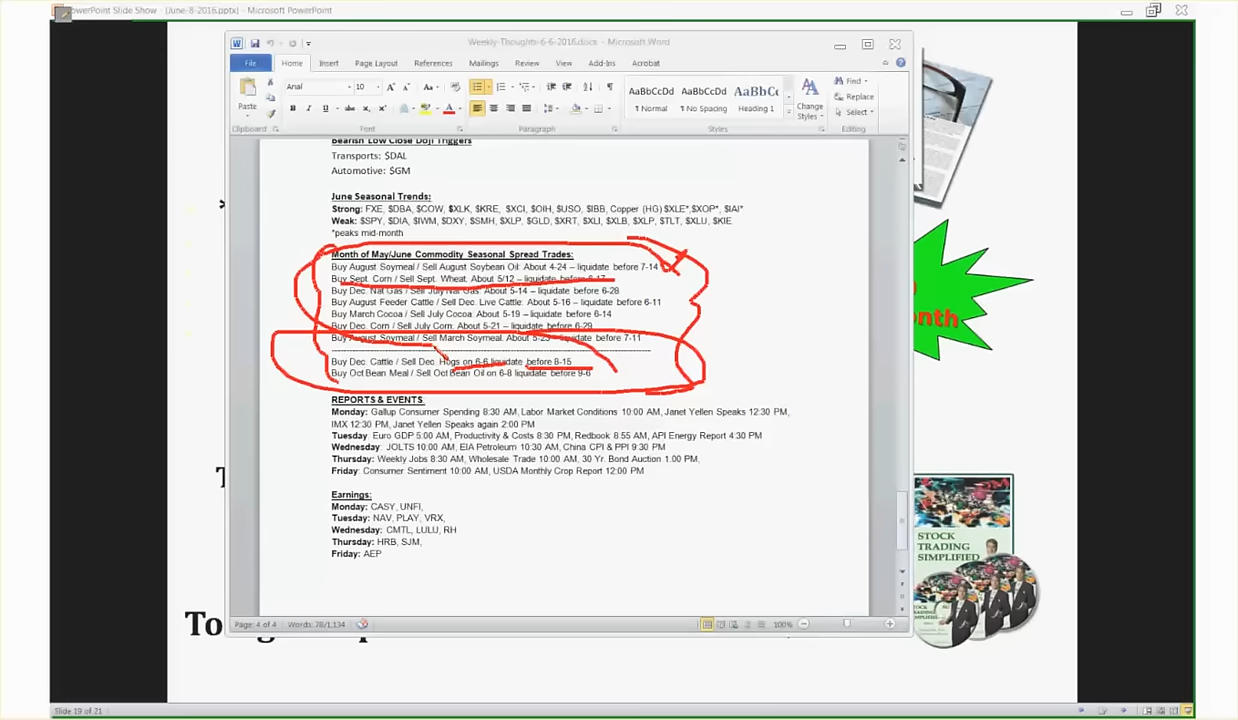 PowerPoint Slide Show - [June-8-2016.pptx] - Microsoft PowerPoint
Weekly-Thoughts-6-6-2016.docx - Microsoft Word
File Home Insert Page Layout References Mailings Review View Add-Ins Acrobat
Paste
Arial 10
AaBbCcDd AaBbCcDd AaBbCc
¶ Normal ¶ No Spacing Heading 1
Change Styles
Find
Replace
Select
Clipboard Font Paragraph Styles Editing
Bearish Low Close Doji Triggers
Transports: $DAL
Automotive: $GM
June Seasonal Trends:
Strong: FXE, $DBA, $COW, $XLK, $KRE, $XCI, $OIH, $USO, $IBB, Copper (HG) $XLE*,$XOP*, $IAI*
Weak: $SPY, $DIA, $IWM, $DXY, $SMH, $XLP, $GLD, $XRT, $XLI, $XLB, $XLP, $TLT, $XLU, $KIE
*peaks mid-month
Month of May/June Commodity Seasonal Spread Trades:
Buy August Soymeal / Sell August Soybean Oil: About 4-24 – liquidate before 7-14
Buy Sept. Corn / Sell Sept. Wheat. About 5/12 – liquidate before 6-17
Buy Dec. Nat Gas / Sell July Nat Gas About 5-14 – liquidate before 6-28
Buy August Feeder Cattle / Sell Dec. Live Cattle: About 5-16 – liquidate before 6-11
Buy March Cocoa / Sell July Cocoa: About 5-19 – liquidate before 6-14
Buy Dec. Corn / Sell July Corn: About 5-21 – liquidate before 6-29
Buy August Soymeal / Sell March Soymeal. About 5-25 – liquidate before 7-11
Buy Dec. Cattle / Sell Dec. Hogs on 6-6 liquidate before 8-15
Buy Oct Bean Meal / Sell Oct Bean Oil on 6-8 liquidate before 9-6
REPORTS & EVENTS
Monday: Gallup Consumer Spending 8:30 AM, Labor Market Conditions 10:00 AM, Janet Yellen Speaks 12:30 PM,
IMX 12:30 PM, Janet Yellen Speaks again 2:00 PM
Tuesday: Euro GDP 5:00 AM, Productivity & Costs 8:30 PM, Redbook 8:55 AM, API Energy Report 4:30 PM
Wednesday: JOLTS 10:00 AM, EIA Petroleum 10:30 AM, China CPI & PPI 9:30 PM
Thursday: Weekly Jobs 8:30 AM, Wholesale Trade 10:00 AM, 30 Yr. Bond Auction 1:00 PM,
Friday: Consumer Sentiment 10:00 AM, USDA Monthly Crop Report 12:00 PM
Earnings:
Monday: CASY, UNFI,
Tuesday: NAV, PLAY, VRX,
Wednesday: CMTL, LULU, RH
Thursday: HRB, SJM,
Friday: AEP
STOCK
TRADING
SIMPLIFIED
Page: 4 of 4 Words: 78/1,134 100%
Slide 19 of 21